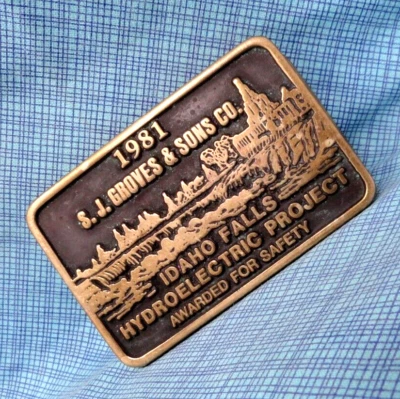 1981
S.J. GROVES & SONS CO.
IDAHO FALLS
HYDROELECTRIC PROJECT
AWARDED FOR SAFETY